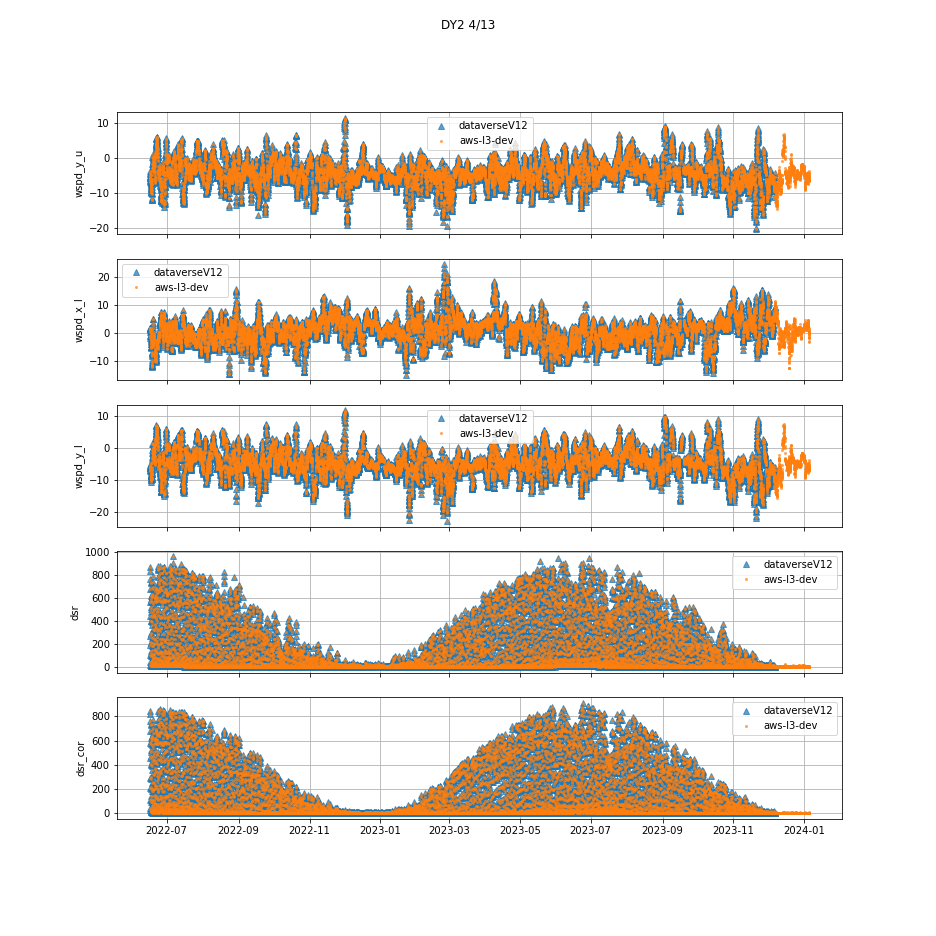 DY2 4/13
10
0
−10
−20
wspd_y_u
dataverseV12
aws-l3-dev
20
10
0
−10
wspd_x_l
dataverseV12
aws-l3-dev
10
0
−10
−20
wspd_y_l
dataverseV12
aws-l3-dev
1000
800
600
400
200
0
dsr
dataverseV12
aws-l3-dev
800
600
400
200
0
dsr_cor
dataverseV12
aws-l3-dev
2022-07 2022-09 2022-11 2023-01 2023-03 2023-05 2023-07 2023-09 2023-11 2024-01